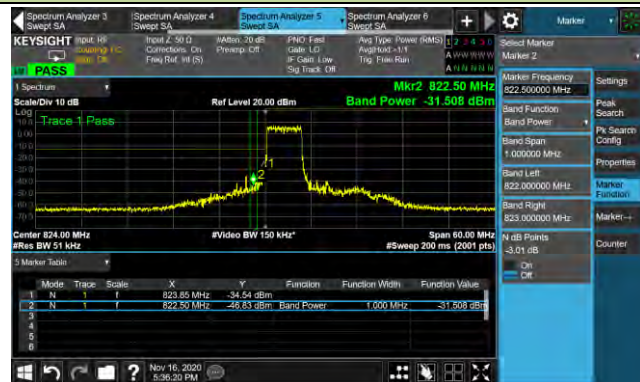 Spectrum Analyzer 3
Swept SA
Spectrum Analyzer 4
Swept SA
Spectrum Analyzer 5
Swept SA
Spectrum Analyzer 6
Swept SA
+
Marker
KEYSIGHT
Input: RF
Input Z: 50 Ω
Corrections: On
Freq Ref: Int (S)
#Atten: 20 dB
Preamp: Off
PNO: Fast
Gate: LO
IF Gain: Low
Sig Track: Off
Avg Type: Power (RMS)
Avg|Hold:>1/1
Trig: Free Run
PASS
Select Marker
Marker 2
1 Spectrum
Scale/Div 10 dB
Ref Level 20.00 dBm
Mkr2 822.50 MHz
Band Power -31.508 dBm
Log
Trace 1 Pass
Marker Frequency
822.500000 MHz
Band Function
Band Power
Band Span
1.000000 MHz
Band Left
822.000000 MHz
Band Right
823.000000 MHz
N dB Points
-3.01 dB
On
Off
Settings
Peak Search
Pk Search Config
Properties
Marker Function
Marker→
Counter
Center 824.00 MHz
#Video BW 150 kHz*
Span 60.00 MHz
#Res BW 51 kHz
#Sweep 200 ms (2001 pts)
5 Marker Table
Mode Trace Scale X Y Function Function Width Function Value
1 N 1 f 823.85 MHz -34.54 dBm
2 N 1 f 822.50 MHz -46.83 dBm Band Power 1.000 MHz -31.508 dBm
3
4
5
6
? Nov 16, 2020
5:36:20 PM